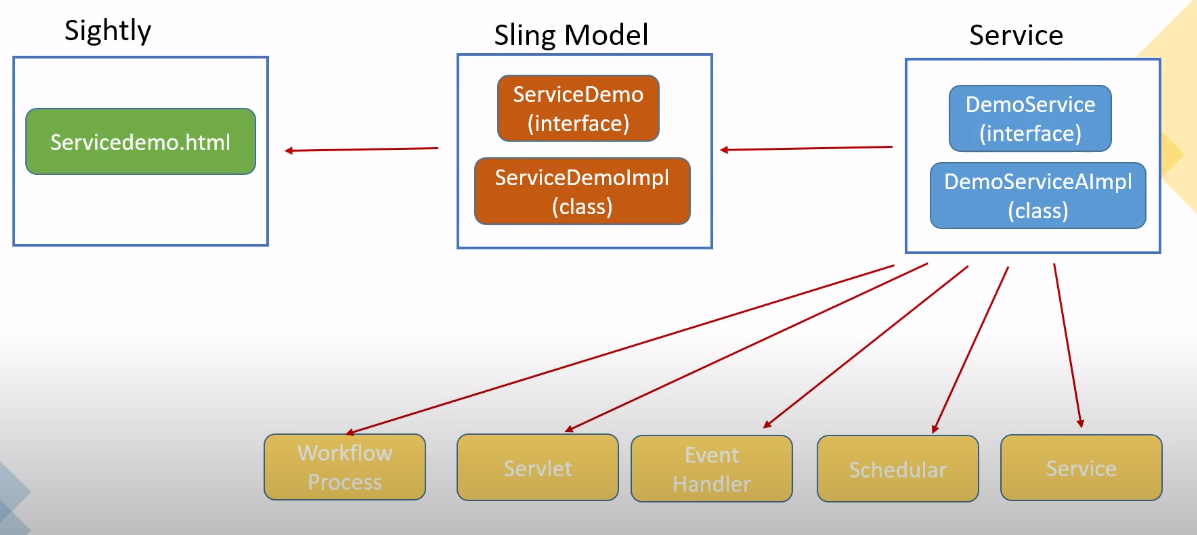 Sightly
Sling Model
Service
Servicedemo.html
ServiceDemo
(interface)
ServiceDemoImpl
(class)
DemoService
(interface)
DemoServiceAImpl
(class)
Workflow
Process
Servlet
Event
Handler
Schedular
Service